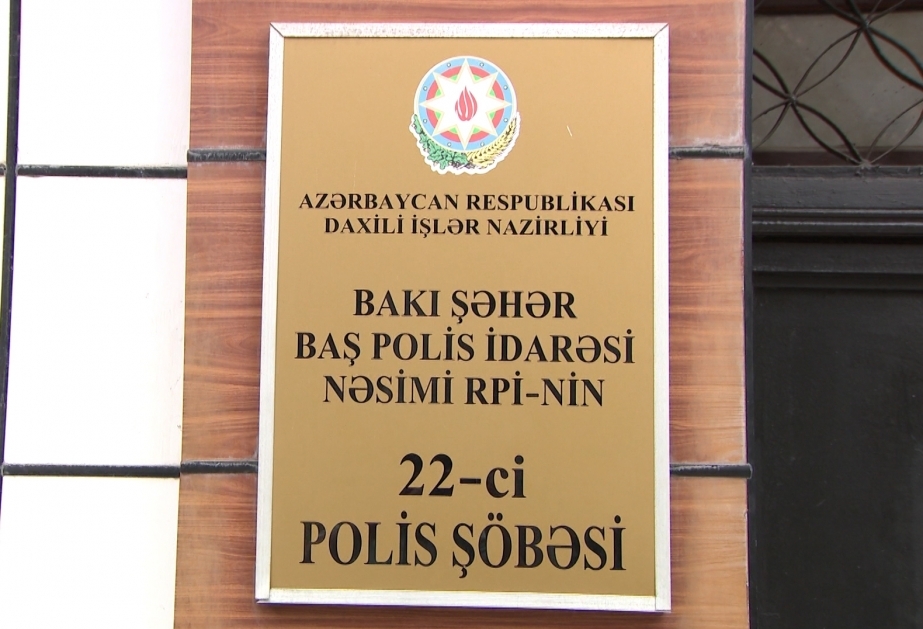 AZƏRBAYCAN RESPUBLİKASI
DAXİLİ İŞLƏR NAZİRLİYİ
BAKI ŞƏHƏR
BAŞ POLİS İDARƏSİ
NƏSİMİ RPİ-NİN
22-ci
POLİS ŞÖBƏSİ